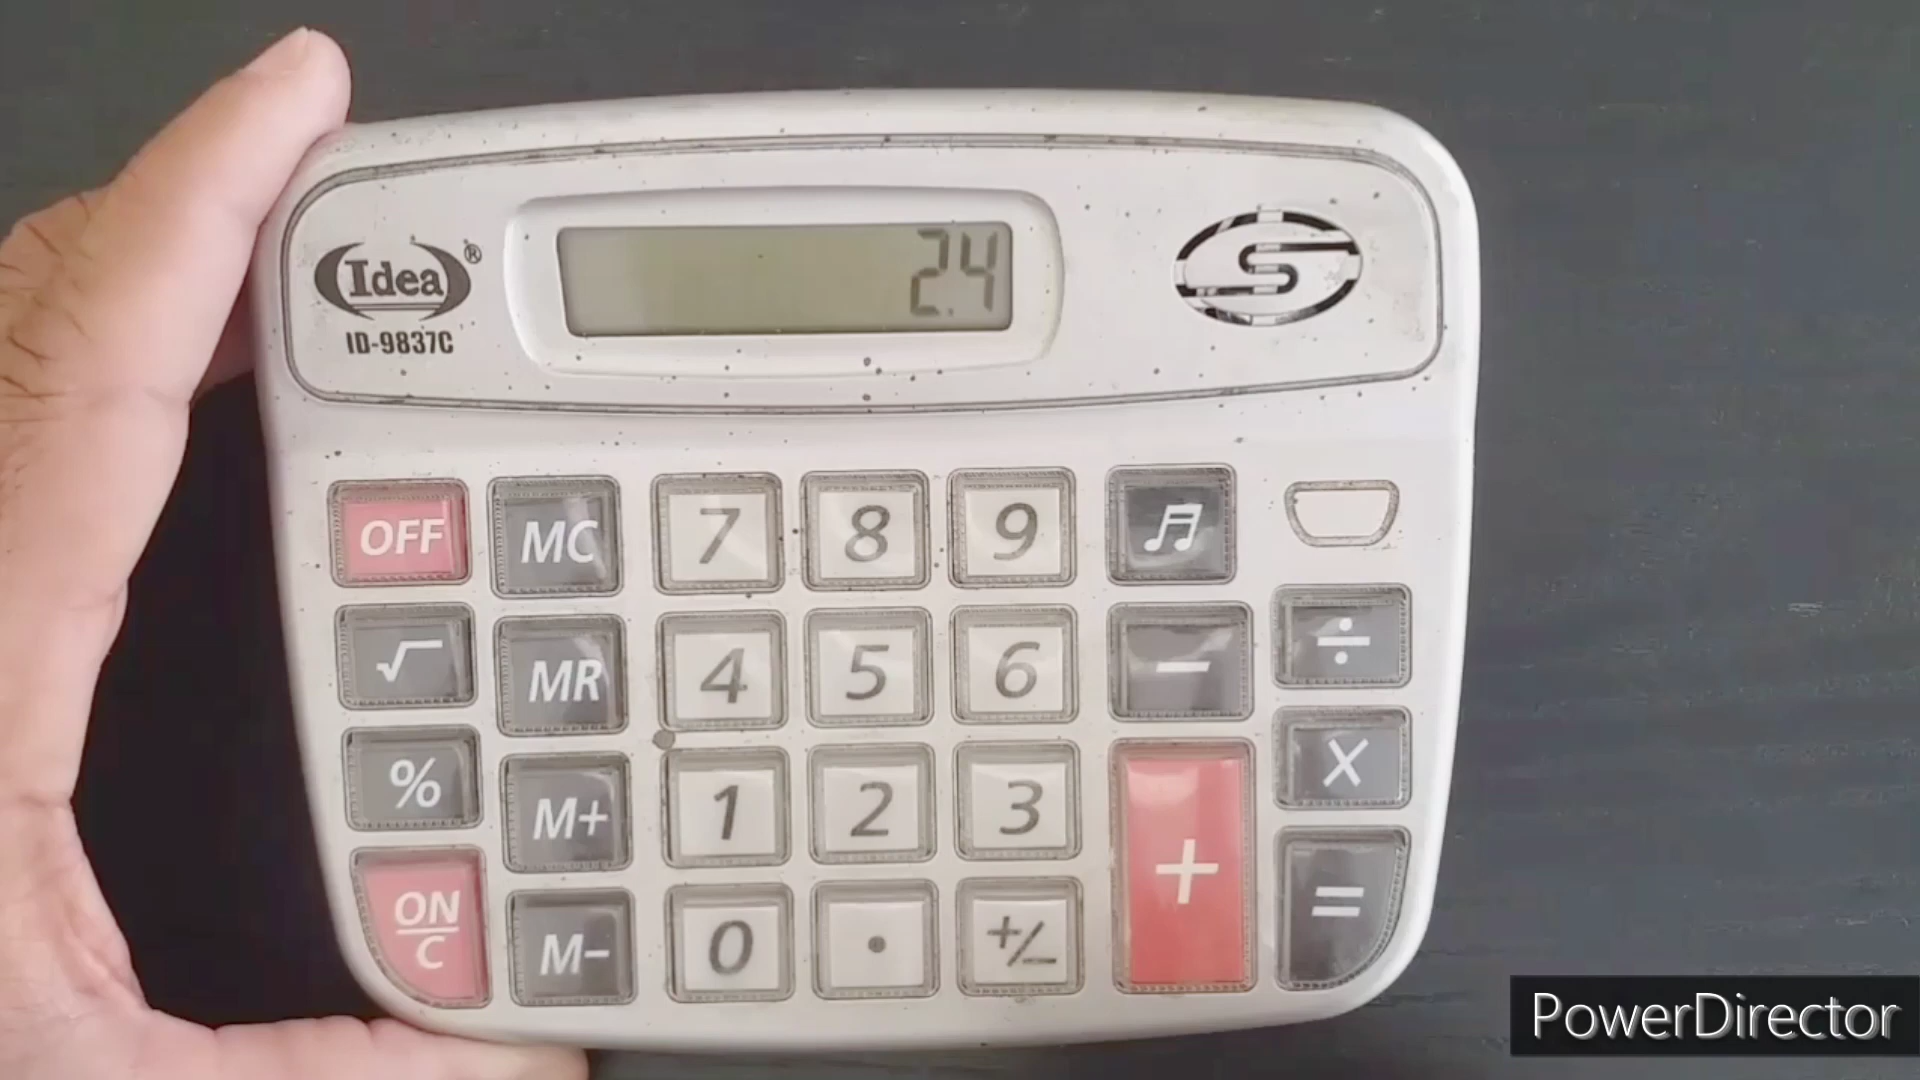 2.4
Idea®
ID-9837C
S
OFF MC 7 8 9
√ MR 4 5 6 − ÷
% M+ 1 2 3 + X
ON/C M− 0 . +/− =
PowerDirector